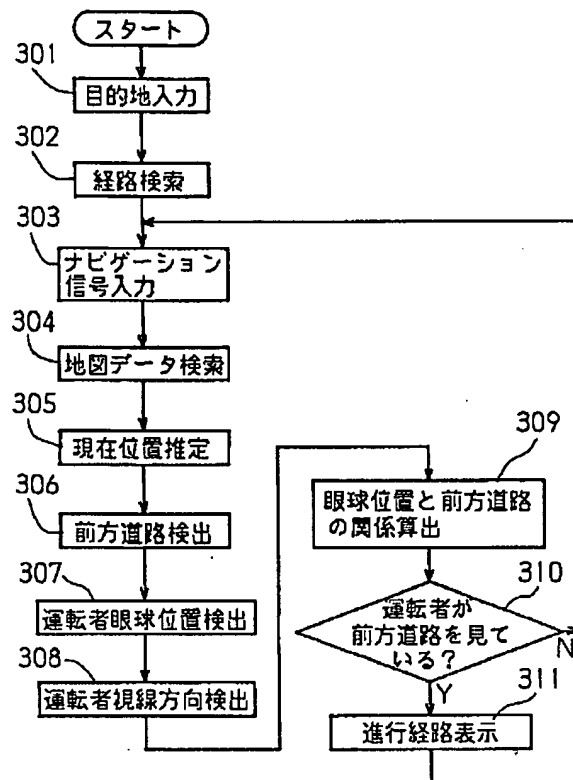 スタート
301
目的地入力
302
経路検索
303
ナビゲーション
信号入力
304
地図データ検索
305
現在位置推定
306
前方道路検出
307
運転者眼球位置検出
308
運転者視線方向検出
309
眼球位置と前方道路
の関係算出
310
運転者が
前方道路を見て
いる?
N
Y
311
進行経路表示